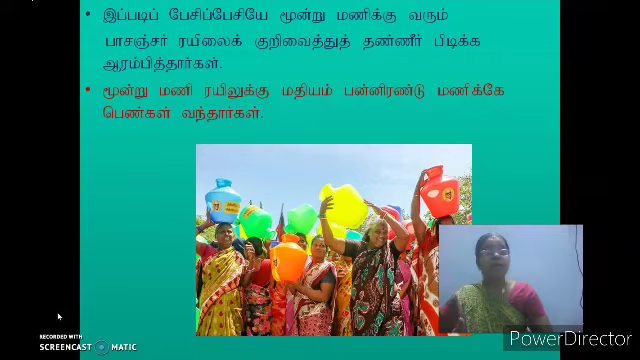 இப்படிப் பேசிப்பேசியே மூன்று மணிக்கு வரும்
பாசஞ்சர் ரயிலைக் குறிவைத்துத் தண்ணீர் பிடிக்க
ஆரம்பித்தார்கள்.
மூன்று மணி ரயிலுக்கு மதியம் பன்னிரண்டு மணிக்கே
பெண்கள் வந்தார்கள்.
RECORDED WITH
SCREENCAST MATIC
PowerDirector